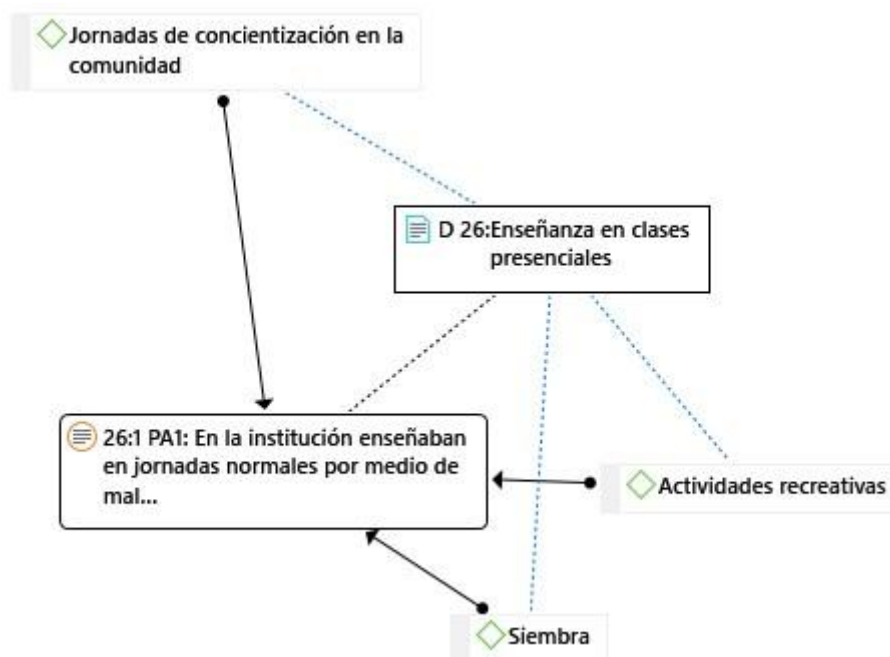 Jornadas de concientización en la
comunidad
D 26:Enseñanza en clases
presenciales
26:1 PA1: En la institución enseñaban
en jornadas normales por medio de
mal...
Actividades recreativas
Siembra